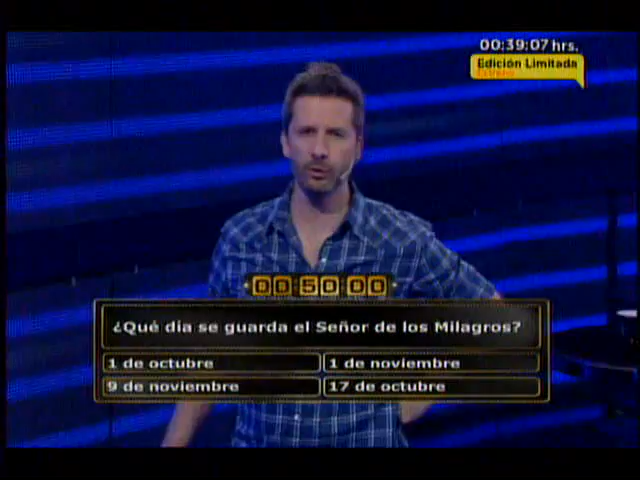 00:39:07 hrs.
Edición Limitada
Estreno
00:50:00
¿Qué dia se guarda el Señor de los Milagros?
1 de octubre
1 de noviembre
9 de noviembre
17 de octubre